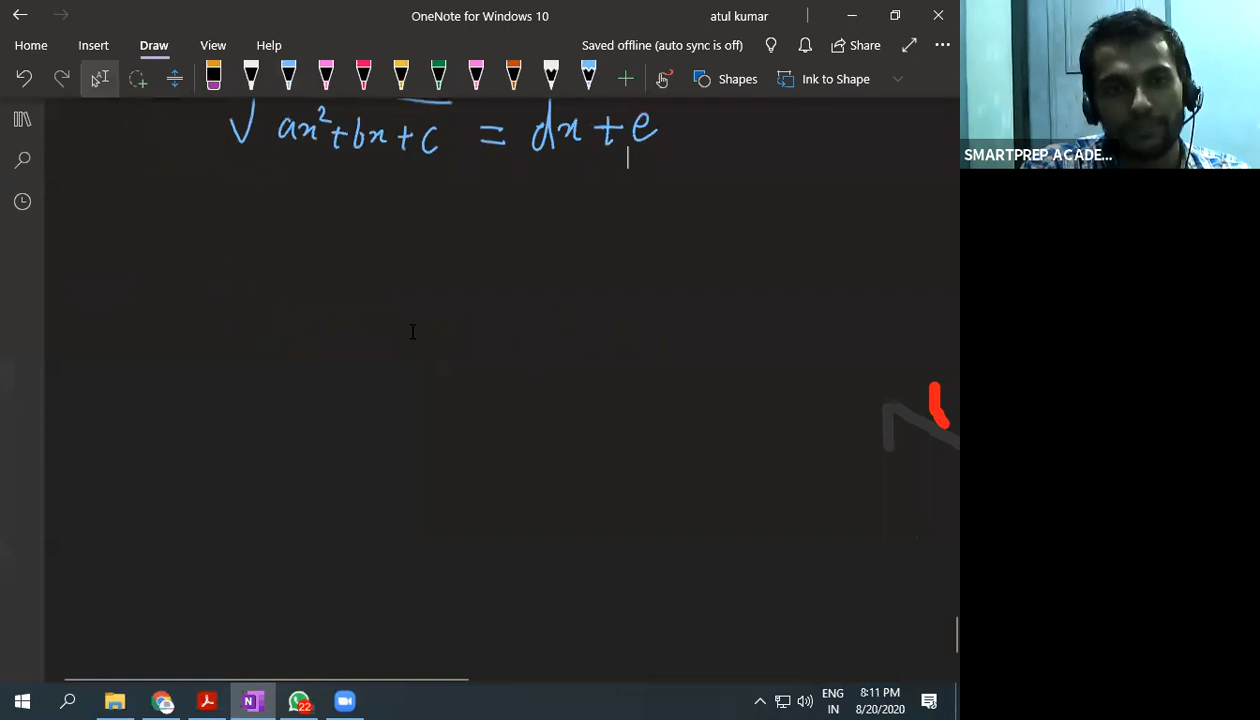 OneNote for Windows 10
atul kumar
Home Insert Draw View Help
Saved offline (auto sync is off)
Share
Shapes
Ink to Shape
√ax²+bx+c = dx+e
SMARTPREP ACADE...
N
22
ENG
IN
8:11 PM
8/20/2020